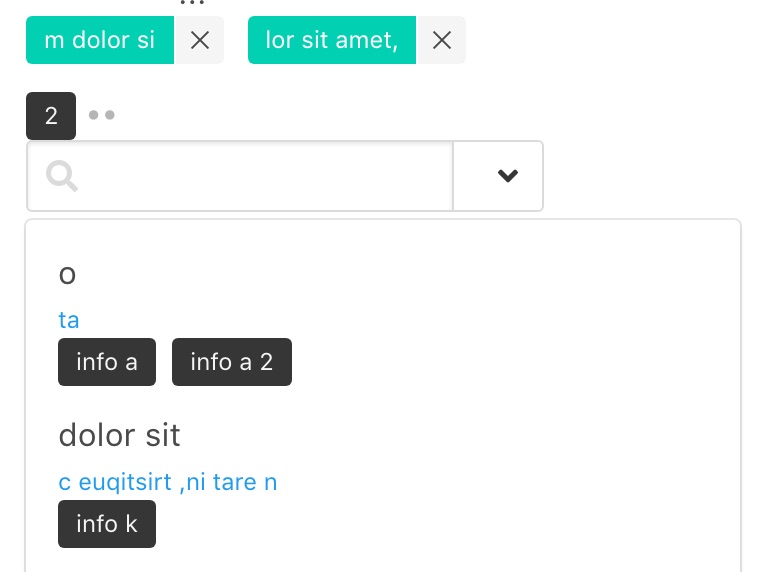 ...
m dolor si lor sit amet,
2
o
ta
info a info a 2
dolor sit
c euqitsirt ,ni tare n
info k